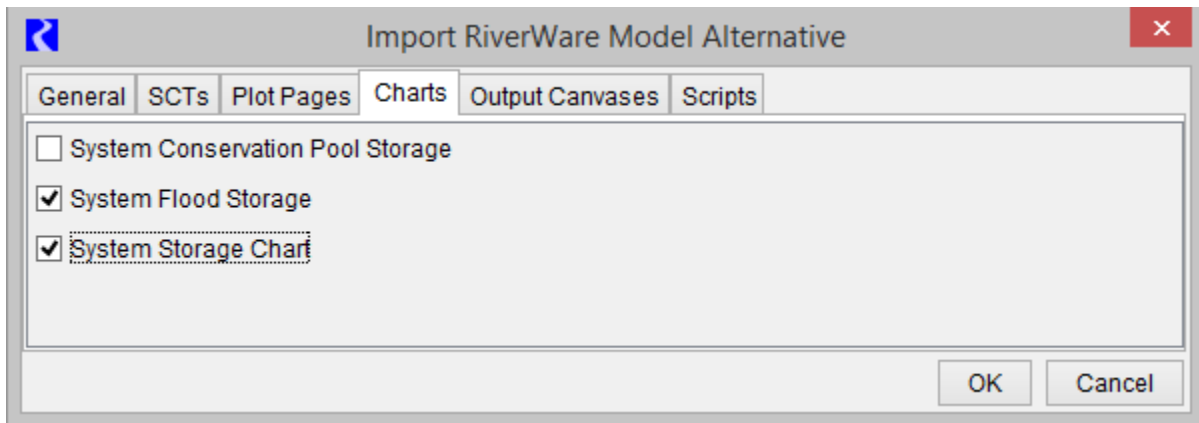 Import RiverWare Model Alternative
General SCTs Plot Pages Charts Output Canvases Scripts
System Conservation Pool Storage
System Flood Storage
System Storage Chart
OK Cancel